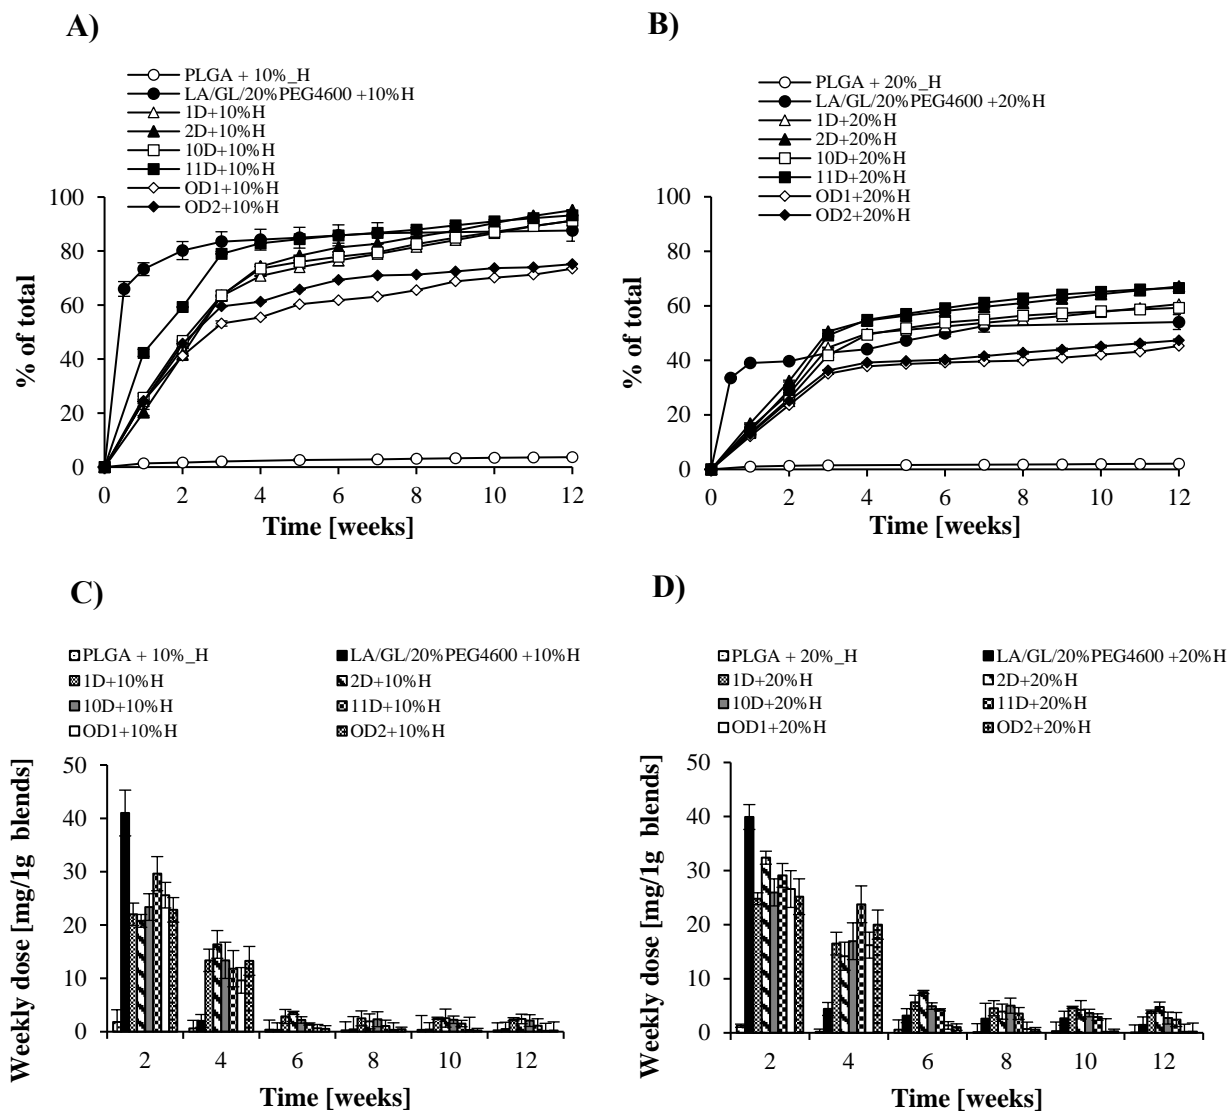 A)
PLGA + 10%_H
LA/GL/20%PEG4600 +10%H
1D+10%H
2D+10%H
10D+10%H
11D+10%H
OD1+10%H
OD2+10%H
100
80
60
40
20
0
% of total
0 2 4 6 8 10 12
Time [weeks]
B)
PLGA + 20%_H
LA/GL/20%PEG4600 +20%H
1D+20%H
2D+20%H
10D+20%H
11D+20%H
OD1+20%H
OD2+20%H
100
80
60
40
20
0
% of total
0 2 4 6 8 10 12
Time [weeks]
C)
PLGA + 10%_H LA/GL/20%PEG4600 +10%H
1D+10%H 2D+10%H
10D+10%H 11D+10%H
OD1+10%H OD2+10%H
50
40
30
20
10
0
Weekly dose [mg/1g blends]
2 4 6 8 10 12
Time [weeks]
D)
PLGA + 20%_H LA/GL/20%PEG4600 +20%H
1D+20%H 2D+20%H
10D+20%H 11D+20%H
OD1+20%H OD2+20%H
50
40
30
20
10
0
Weekly dose [mg/1g blends]
2 4 6 8 10 12
Time [weeks]